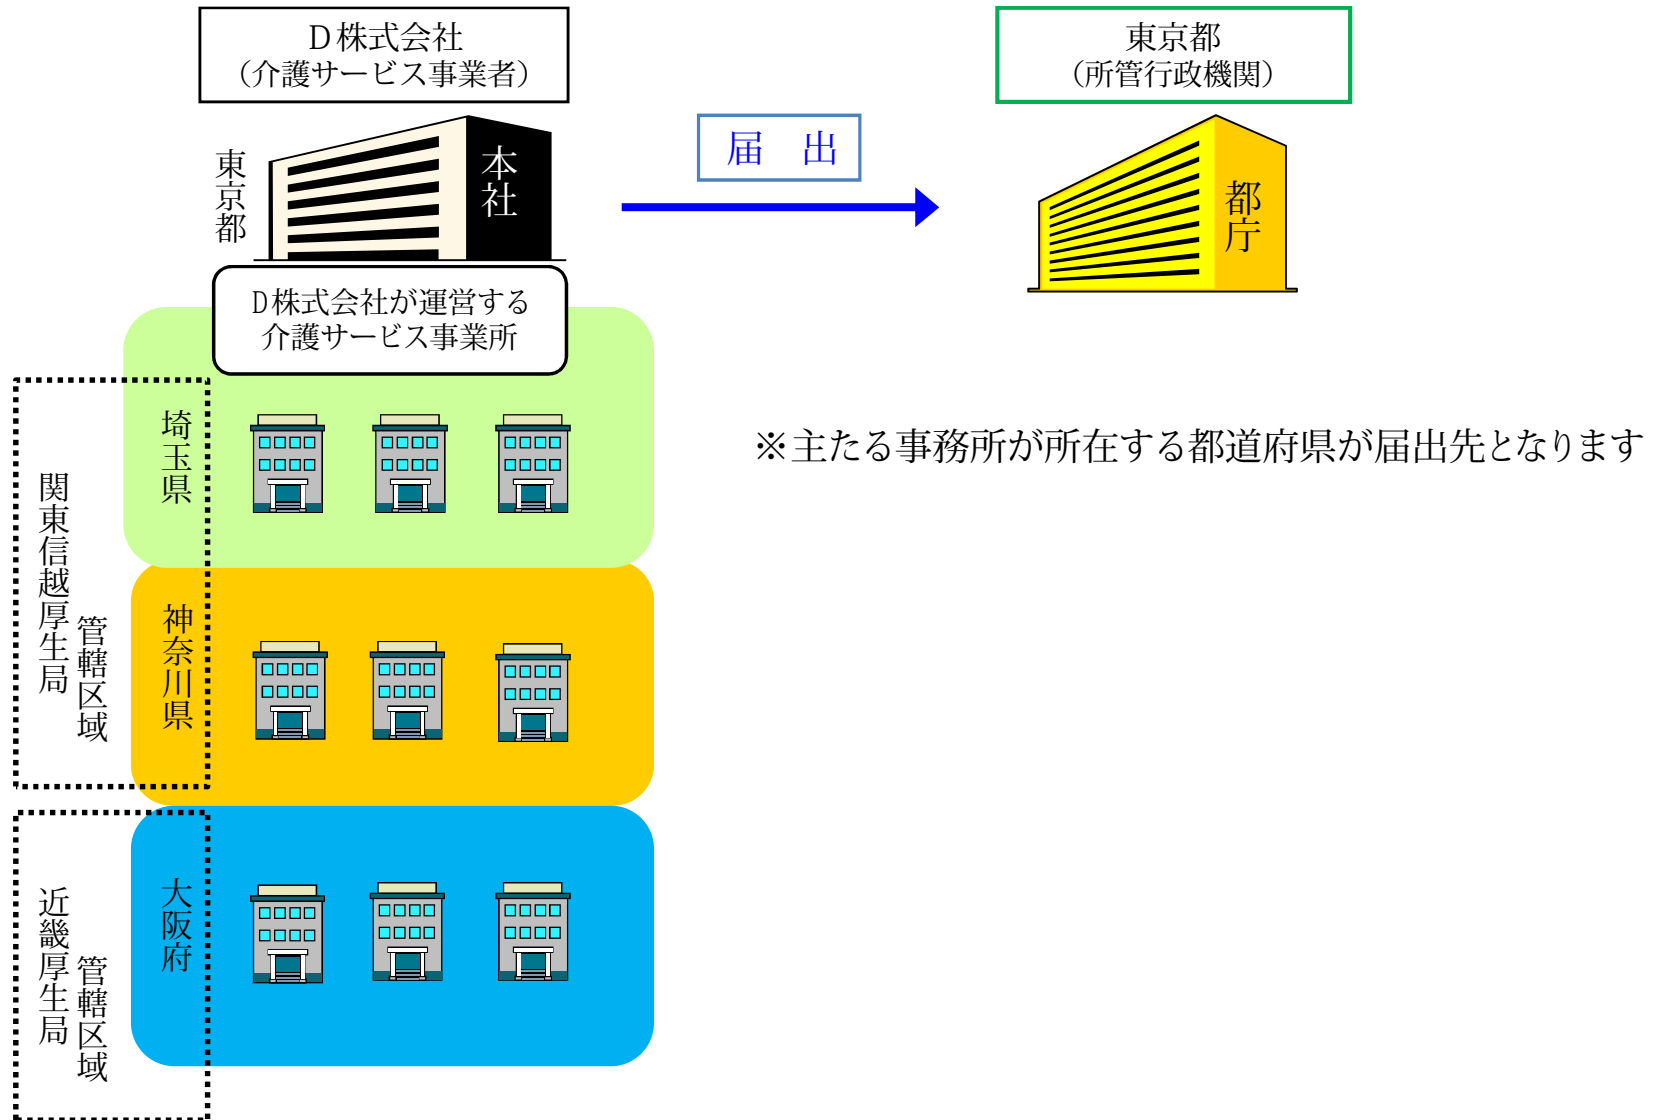 D株式会社
（介護サービス事業者）
東京都
（所管行政機関）
届　出
東京都
本社
都庁
D株式会社が運営する
介護サービス事業所
※主たる事務所が所在する都道府県が届出先となります
関東信越厚生局
管轄区域
埼玉県
神奈川県
近畿厚生局
管轄区域
大阪府